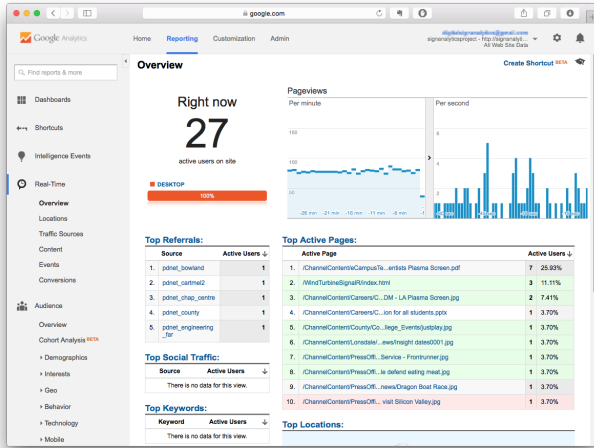 google.com
Google Analytics
Home Reporting Customization Admin
signanalyticsproject - http://signanalyti...
All Web Site Data
Find reports & more
Dashboards
Shortcuts
Intelligence Events
Real-Time
Overview
Locations
Traffic Sources
Content
Events
Conversions
Audience
Overview
Cohort Analysis BETA
Demographics
Interests
Geo
Behavior
Technology
Mobile
Overview
Create Shortcut BETA
Right now
27
active users on site
DESKTOP
100%
Pageviews
Per minute
150
100
50
-26 min -21 min -16 min -11 min -6 min -1
Per second
6
4
2
Top Referrals:
Source Active Users
1. pdnet_bowland 1
2. pdnet_cartmel2 1
3. pdnet_chap_centre 1
4. pdnet_county 1
5. pdnet_engineering_far 1
Top Social Traffic:
Source Active Users
There is no data for this view.
Top Keywords:
Keyword Active Users
There is no data for this view.
Top Active Pages:
Active Page Active Users
1. /ChannelContent/eCampusTe...entists Plasma Screen.pdf 7 25.93%
2. /WindTurbineSignalR/index.html 3 11.11%
3. /ChannelContent/Careers/C...DM - LA Plasma Screen.jpg 2 7.41%
4. /ChannelContent/Careers/C...ion for all students.pptx 1 3.70%
5. /ChannelContent/County/Co...llege_Events/justplay.jpg 1 3.70%
6. /ChannelContent/Lonsdale/...ews/Insight dates0001.jpg 1 3.70%
7. /ChannelContent/PressOffi...Service - Frontrunner.jpg 1 3.70%
8. /ChannelContent/PressOffi...le defend eating meat.jpg 1 3.70%
9. /ChannelContent/PressOffi...news/Dragon Boat Race.jpg 1 3.70%
10. /ChannelContent/PressOffi... visit Silicon Valley.jpg 1 3.70%
Top Locations: